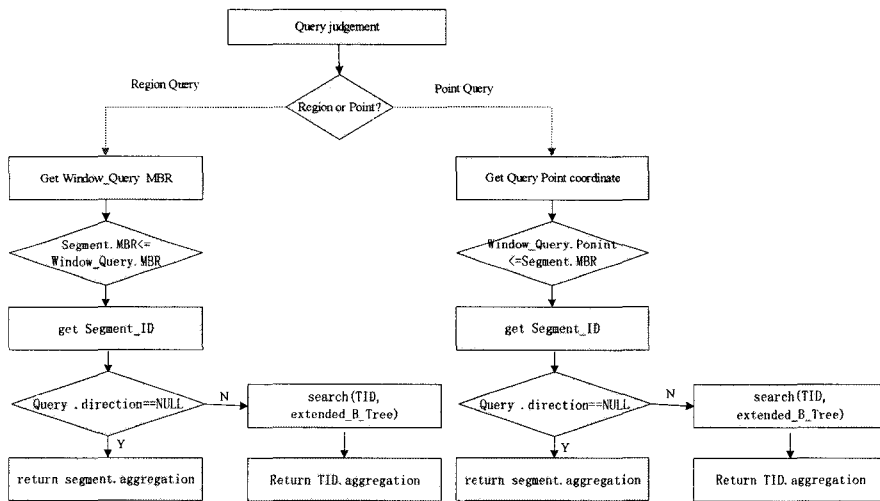 Query judgement
Region Query
Point Query
Region or Point?
Get Window_Query MBR
Get Query Point coordinate
Segment.MBR<=
Window_Query.MBR
Window_Query.Ponint
<=Segment.MBR
get Segment_ID
get Segment_ID
Query .direction==NULL
N
search(TID,
extended_B_Tree)
Query .direction==NULL
N
search(TID,
extended_B_Tree)
Y
Y
return segment.aggregation
Return TID.aggregation
return segment.aggregation
Return TID.aggregation